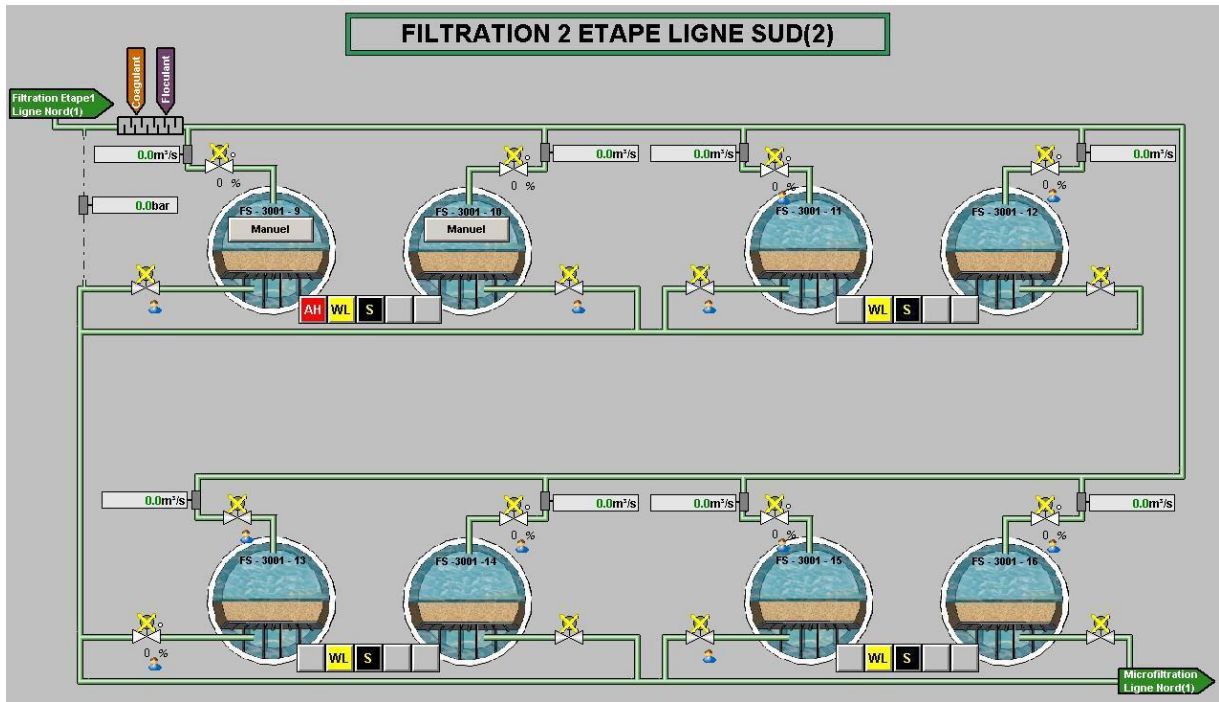 FILTRATION 2 ETAPE LIGNE SUD(2)
Coagulant
Floculant
Filtration Etape1
Ligne Nord(1)
0.0m³/s
0 %
0 %
0.0m³/s
0.0m³/s
0 %
0 %
0.0m³/s
0.0bar
FS - 3001 - 9
Manuel
FS - 3001 - 10
Manuel
FS - 3001 - 11
FS - 3001 - 12
AH WL S
WL S
0.0m³/s
0.0m³/s
0 %
0.0m³/s
0 %
0 %
0.0m³/s
FS - 3001 - 13
FS - 3001 -14
FS - 3001 - 15
FS - 3001 - 16
0 %
WL S
WL S
Microfiltration
Ligne Nord(1)